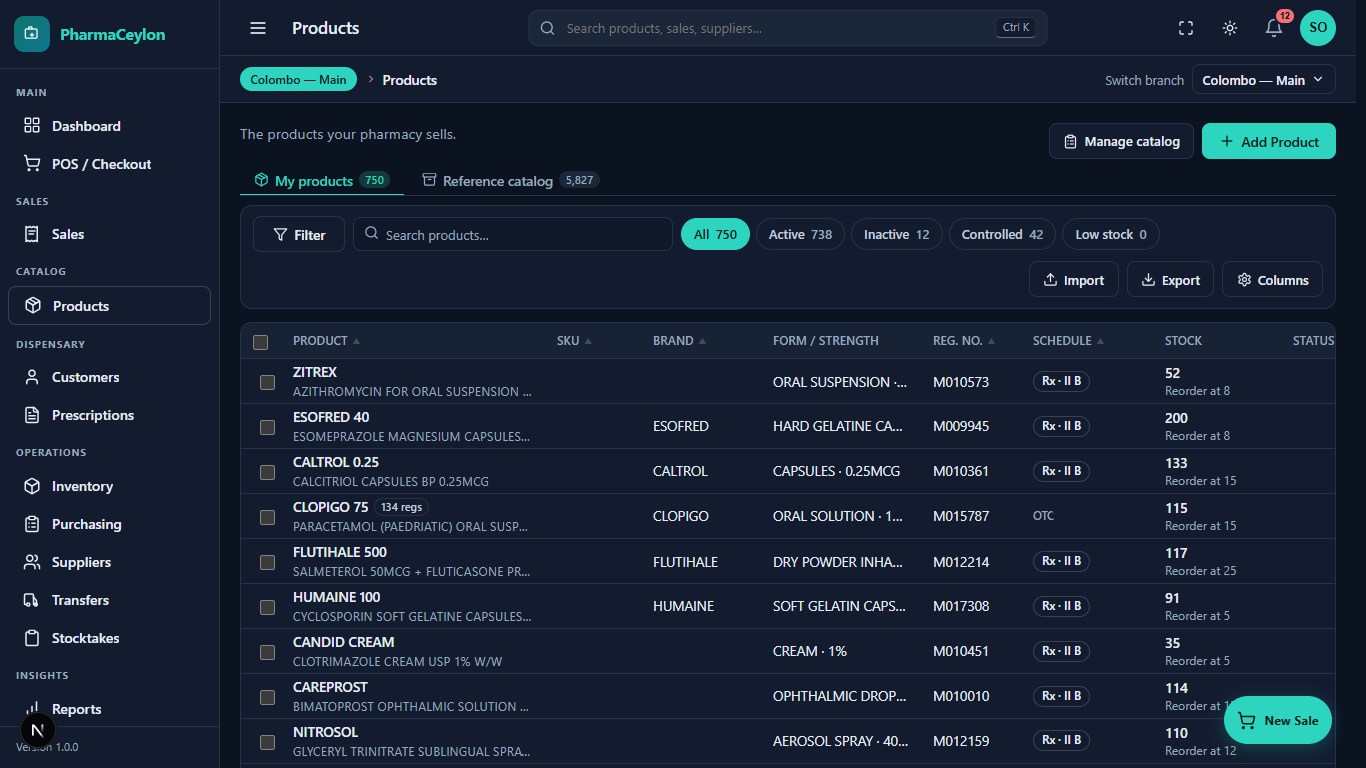 PharmaCeylon
Products
Search products, sales, suppliers...
Ctrl K
12
SO
MAIN
Dashboard
POS / Checkout
SALES
Sales
CATALOG
Products
DISPENSARY
Customers
Prescriptions
OPERATIONS
Inventory
Purchasing
Suppliers
Transfers
Stocktakes
INSIGHTS
Reports
N
Version 1.0.0
Colombo — Main › Products
Switch branch
Colombo — Main
The products your pharmacy sells.
Manage catalog
+ Add Product
My products 750
Reference catalog 5,827
Filter
Search products...
All 750
Active 738
Inactive 12
Controlled 42
Low stock 0
Import
Export
Columns
PRODUCT SKU BRAND FORM / STRENGTH REG. NO. SCHEDULE STOCK STATUS
ZITREX
AZITHROMYCIN FOR ORAL SUSPENSION ...
ORAL SUSPENSION ·... M010573 Rx · II B 52
Reorder at 8
ESOFRED 40
ESOMEPRAZOLE MAGNESIUM CAPSULES...
ESOFRED HARD GELATINE CA... M009945 Rx · II B 200
Reorder at 8
CALTROL 0.25
CALCITRIOL CAPSULES BP 0.25MCG
CALTROL CAPSULES · 0.25MCG M010361 Rx · II B 133
Reorder at 15
CLOPIGO 75 134 regs
PARACETAMOL (PAEDRIATIC) ORAL SUSP...
CLOPIGO ORAL SOLUTION · 1... M015787 OTC 115
Reorder at 15
FLUTIHALE 500
SALMETEROL 50MCG + FLUTICASONE PR...
FLUTIHALE DRY POWDER INHA... M012214 Rx · II B 117
Reorder at 25
HUMAINE 100
CYCLOSPORIN SOFT GELATINE CAPSULES...
HUMAINE SOFT GELATIN CAPS... M017308 Rx · II B 91
Reorder at 5
CANDID CREAM
CLOTRIMAZOLE CREAM USP 1% W/W
CREAM · 1% M010451 Rx · II B 35
Reorder at 5
CAREPROST
BIMATOPROST OPHTHALMIC SOLUTION ...
OPHTHALMIC DROP... M010010 Rx · II B 114
Reorder at
NITROSOL
GLYCERYL TRINITRATE SUBLINGUAL SPRA...
AEROSOL SPRAY · 40... M012159 Rx · II B 110
Reorder at 12
New Sale